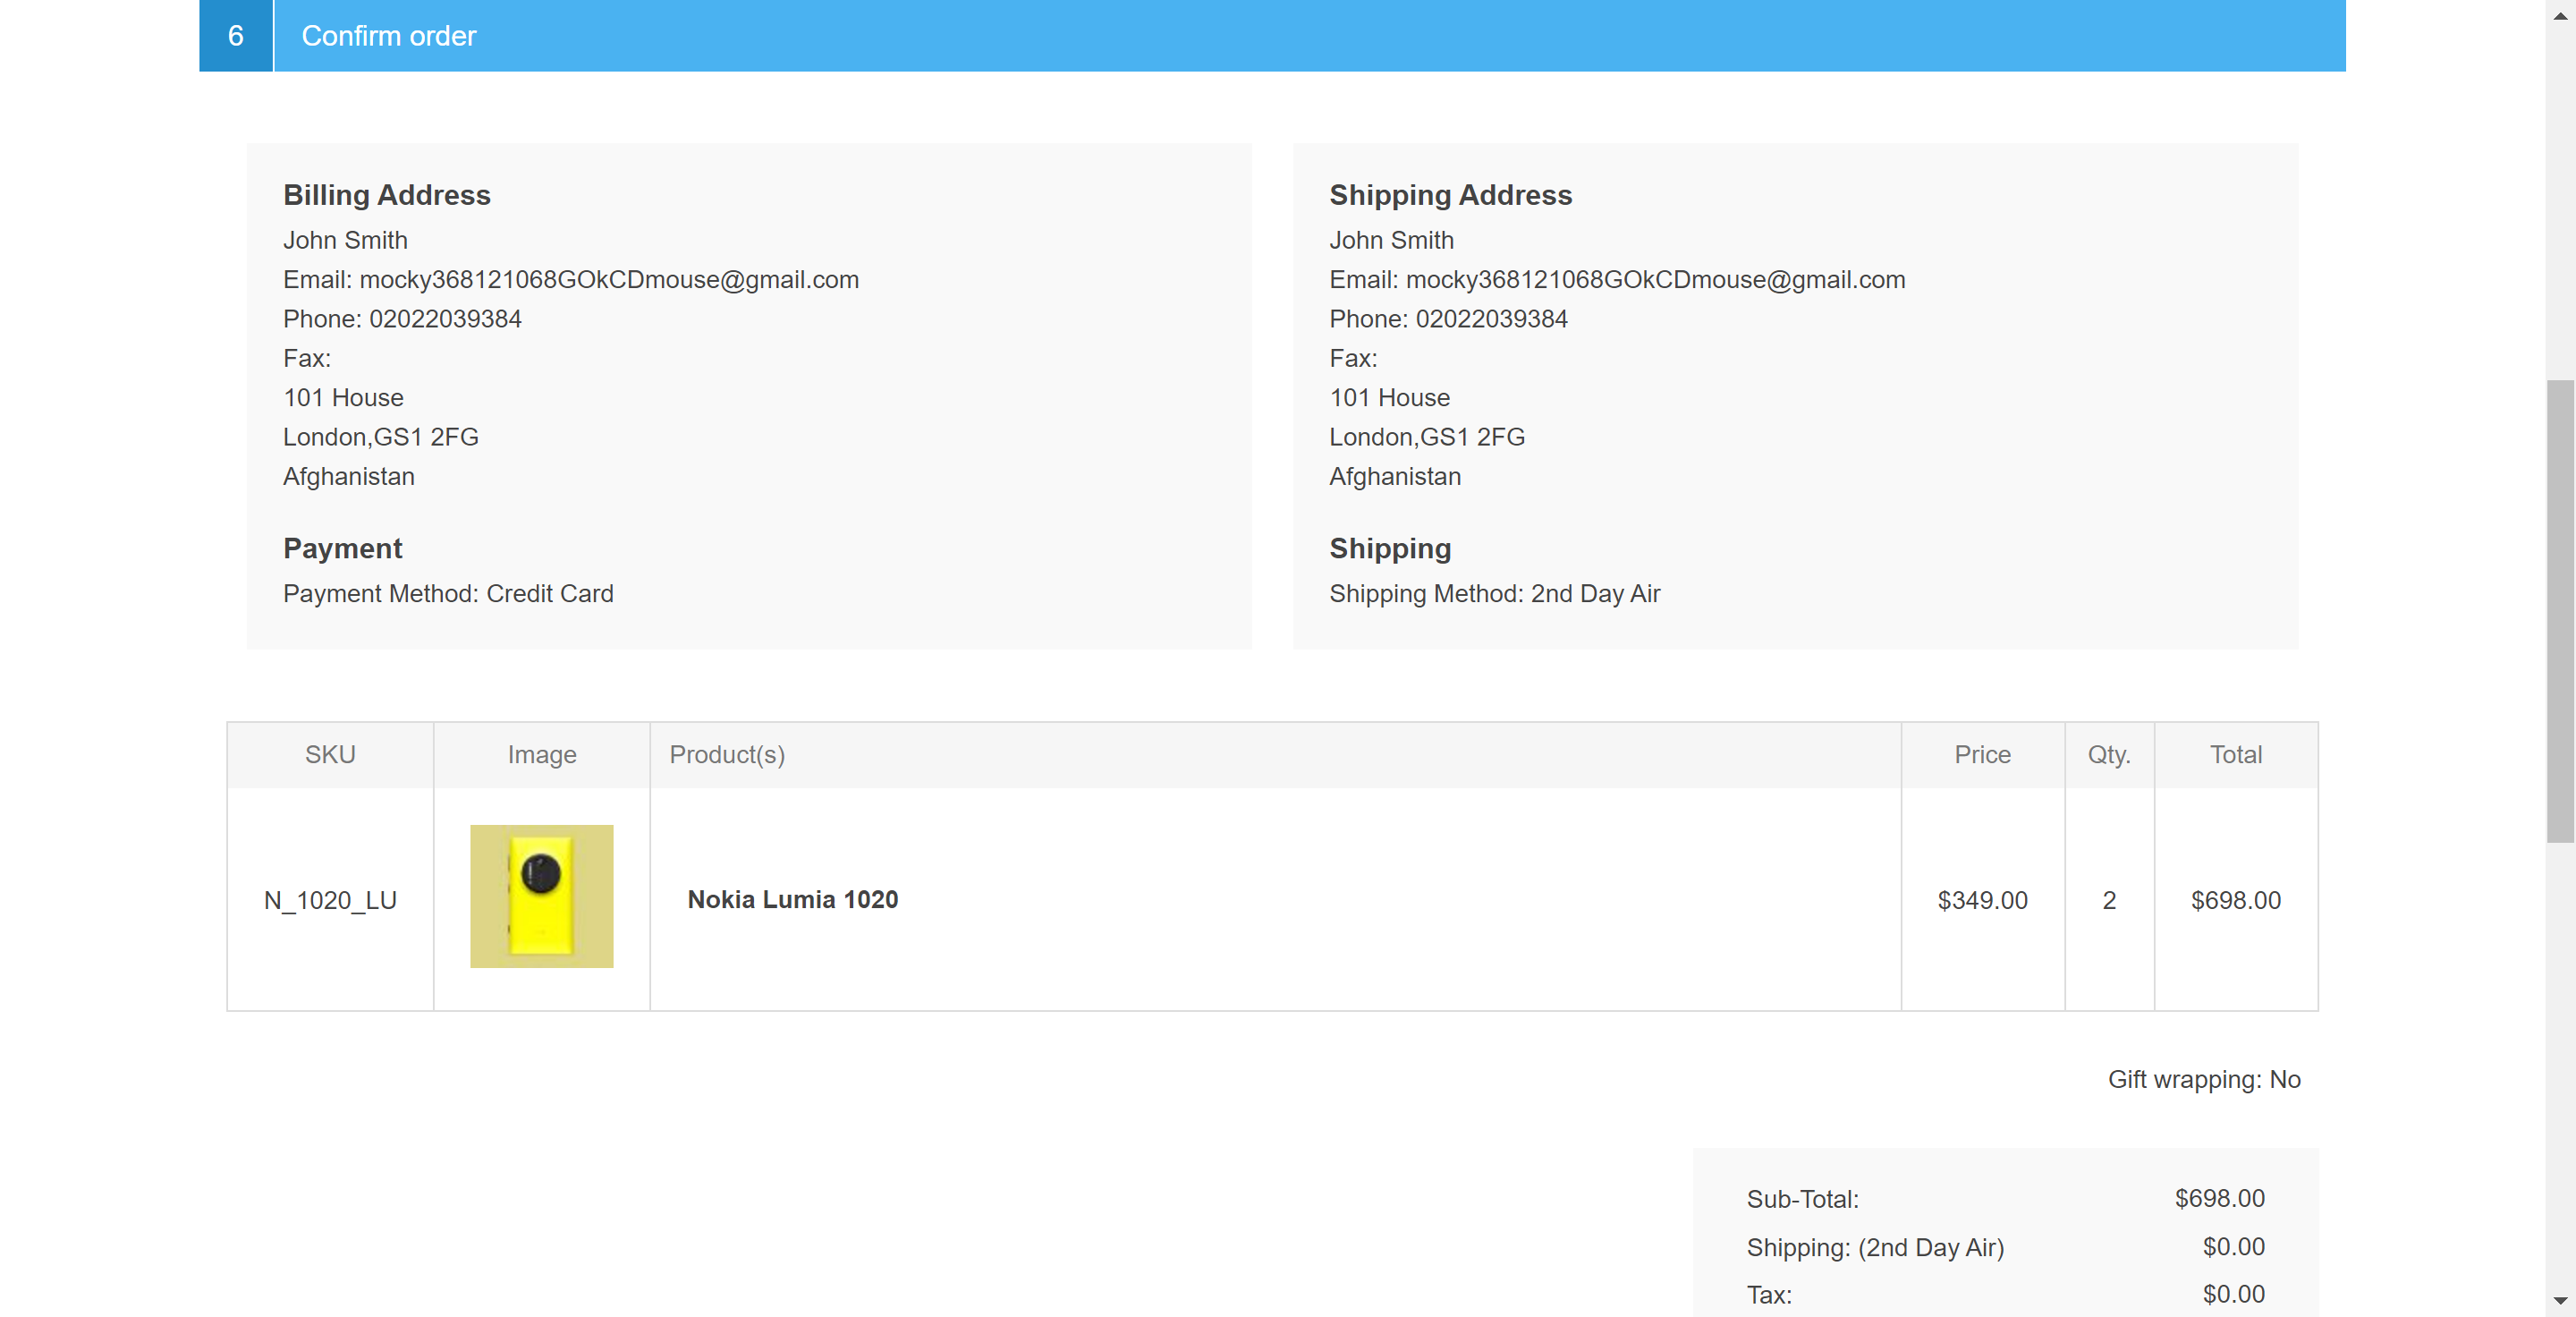 6 Confirm order
Billing Address
John Smith
Email: mocky368121068GOkCDmouse@gmail.com
Phone: 02022039384
Fax:
101 House
London,GS1 2FG
Afghanistan
Payment
Payment Method: Credit Card
Shipping Address
John Smith
Email: mocky368121068GOkCDmouse@gmail.com
Phone: 02022039384
Fax:
101 House
London,GS1 2FG
Afghanistan
Shipping
Shipping Method: 2nd Day Air
SKU Image Product(s) Price Qty. Total
N_1020_LU Nokia Lumia 1020 $349.00 2 $698.00
Gift wrapping: No
Sub-Total: $698.00
Shipping: (2nd Day Air) $0.00
Tax: $0.00